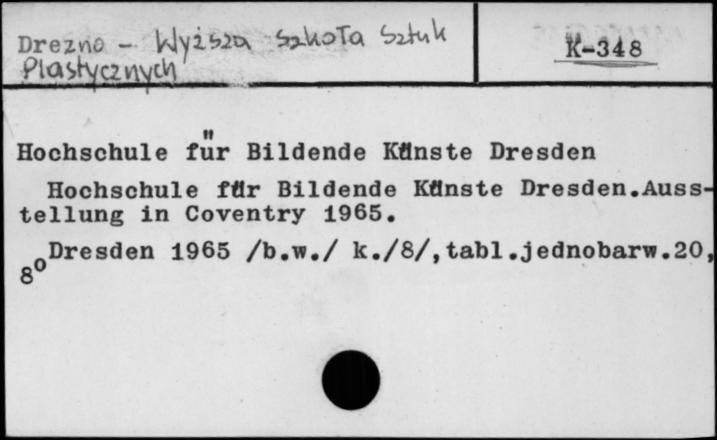 Drezno - Wyższa Szkoła Sztuk
Plastycznych
K-348
Hochschule für Bildende Künste Dresden
Hochschule für Bildende Künste Dresden.Auss-
tellung in Coventry 1965.
Dresden 1965 /b.w./ k./8/,tabl.jednobarw.20,
8o